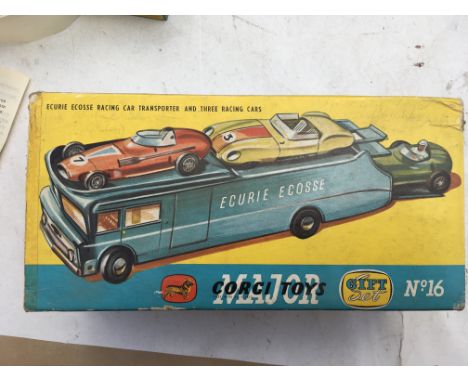 ECURIE ECOSSE RACING CAR TRANSPORTER AND THREE RACING CARS
7
3
ECURIE ECOSSE
CORGI TOYS
MAJOR
GIFT
Set
Nº16